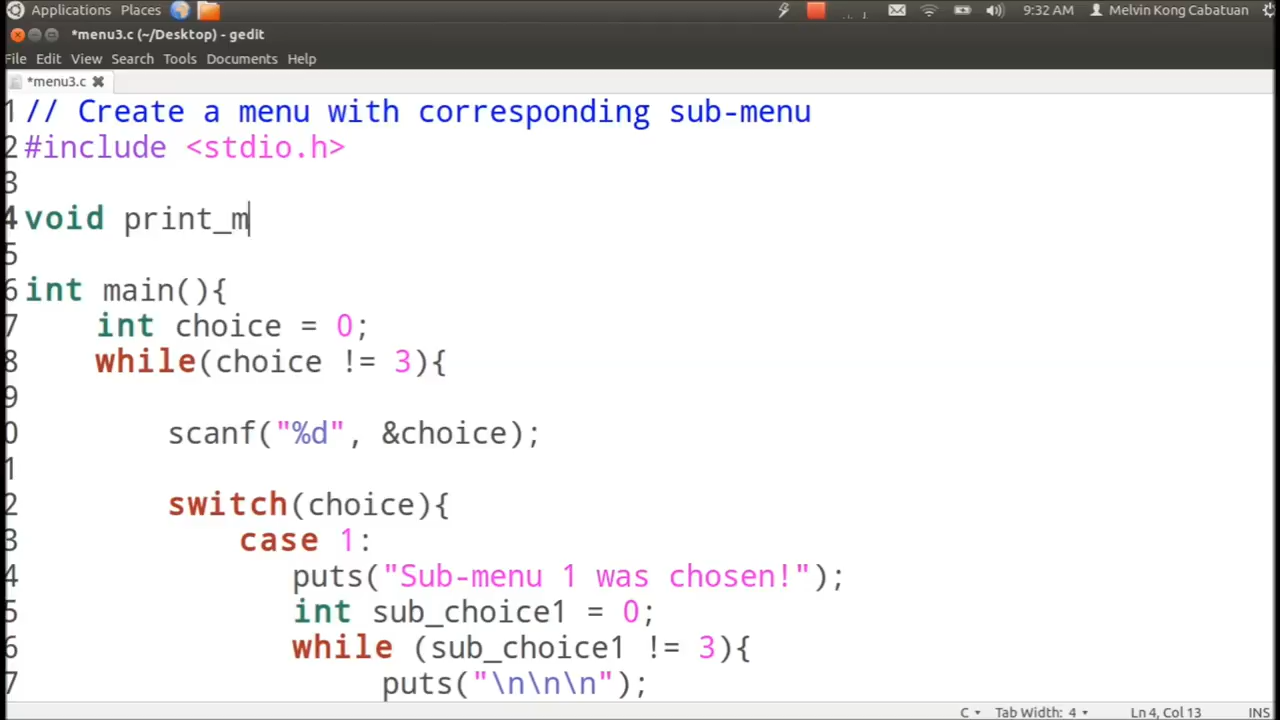 Applications Places 9:32 AM Melvin Kong Cabatuan
*menu3.c (~/Desktop) - gedit
File Edit View Search Tools Documents Help
*menu3.c
1 // Create a menu with corresponding sub-menu
2 #include <stdio.h>
3
4 void print_m
5
6 int main(){
7 int choice = 0;
8 while(choice != 3){
9
0 scanf("%d", &choice);
1
2 switch(choice){
3 case 1:
4 puts("Sub-menu 1 was chosen!");
5 int sub_choice1 = 0;
6 while (sub_choice1 != 3){
7 puts("\n\n\n");
C Tab Width: 4 Ln 4, Col 13 INS